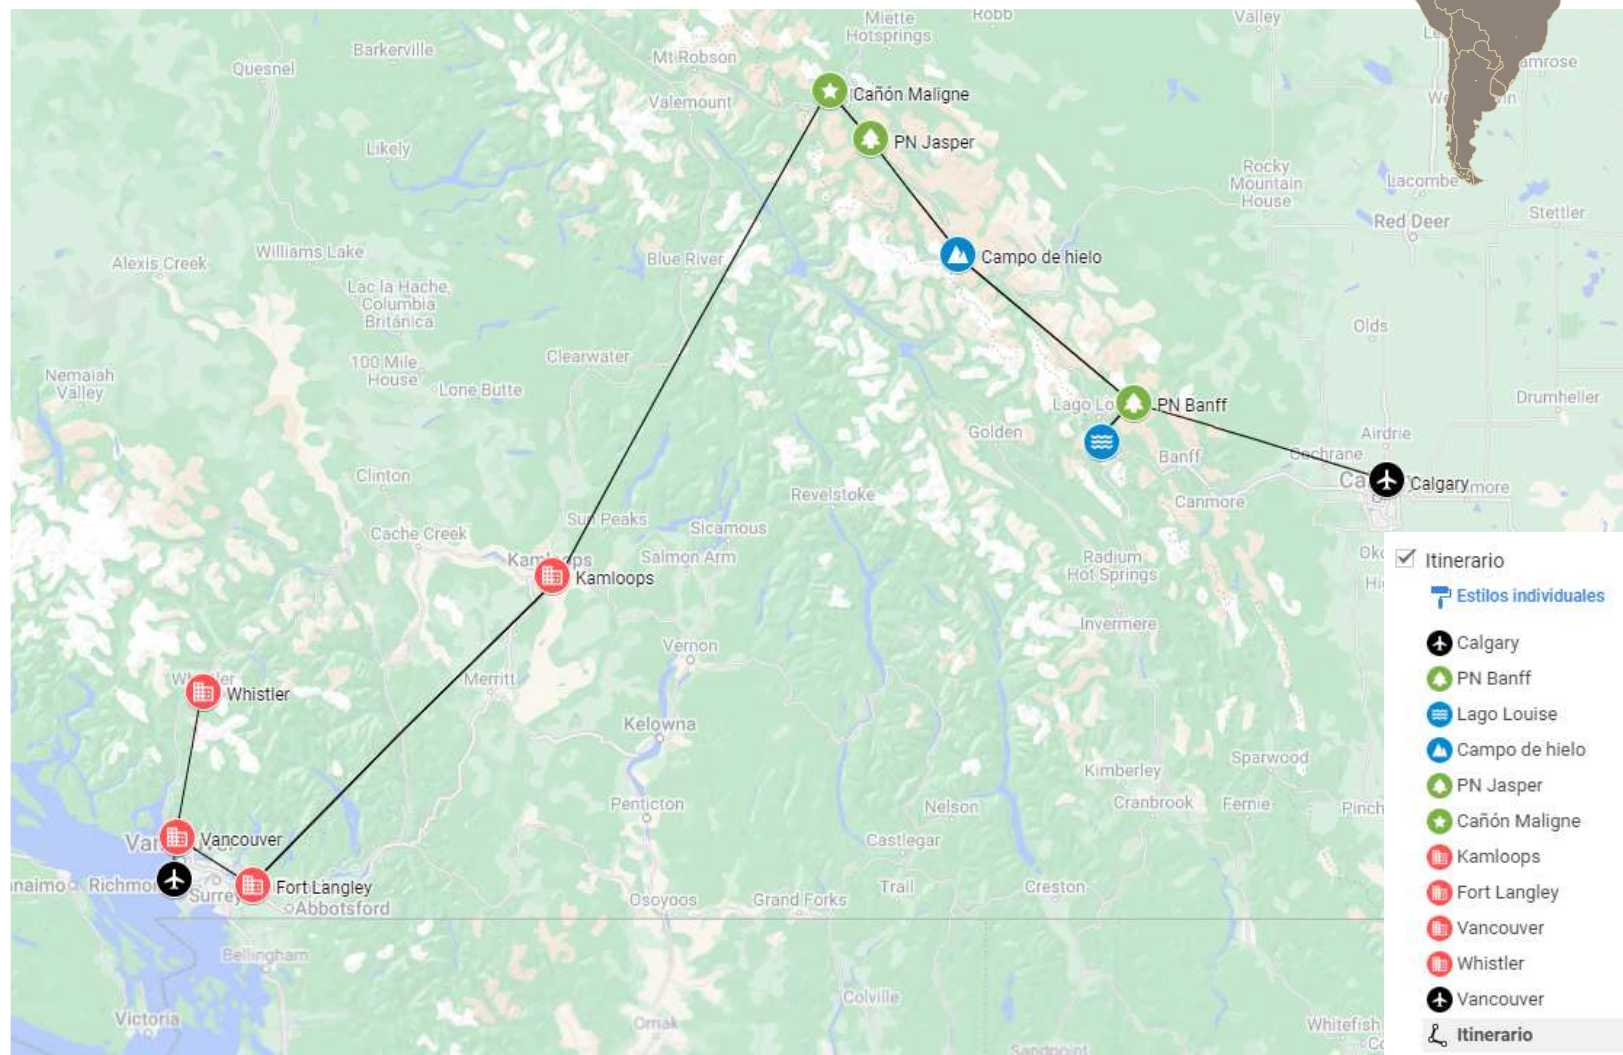 Miette
Hotsprings
Robb
Valley
Barkerville
Mt Robson
Quesnel
Valemount
Cañón Maligne
PN Jasper
Likely
Rocky
Mountain
House
Lacombe
Red Deer
Stettler
Williams Lake
Alexis Creek
Blue River
Campo de hielo
Lac la Hache,
Columbia
Británica
Olds
100 Mile
House
Clearwater
Lone Butte
Nemaiah
Valley
Drumheller
PN Banff
Golden
Airdrie
Banff
Cochrane
Calgary
Canmore
Clinton
Revelstoke
Sun Peaks
Sicamous
Cache Creek
Salmon Arm
Kamloops
Kamloops
Radium
Hot Springs
Invermere
Vernon
Merritt
Whistler
Kelowna
Kimberley
Sparwood
Penticton
Nelson
Cranbrook
Fernie
Vancouver
Castlegar
Surrey
Fort Langley
Abbotsford
Osoyoos
Grand Forks
Trail
Creston
Bellingham
Victoria
Colville
Omak
Sandpoint
Whitefish
Itinerario
Estilos individuales
Calgary
PN Banff
Lago Louise
Campo de hielo
PN Jasper
Cañón Maligne
Kamloops
Fort Langley
Vancouver
Whistler
Vancouver
Itinerario